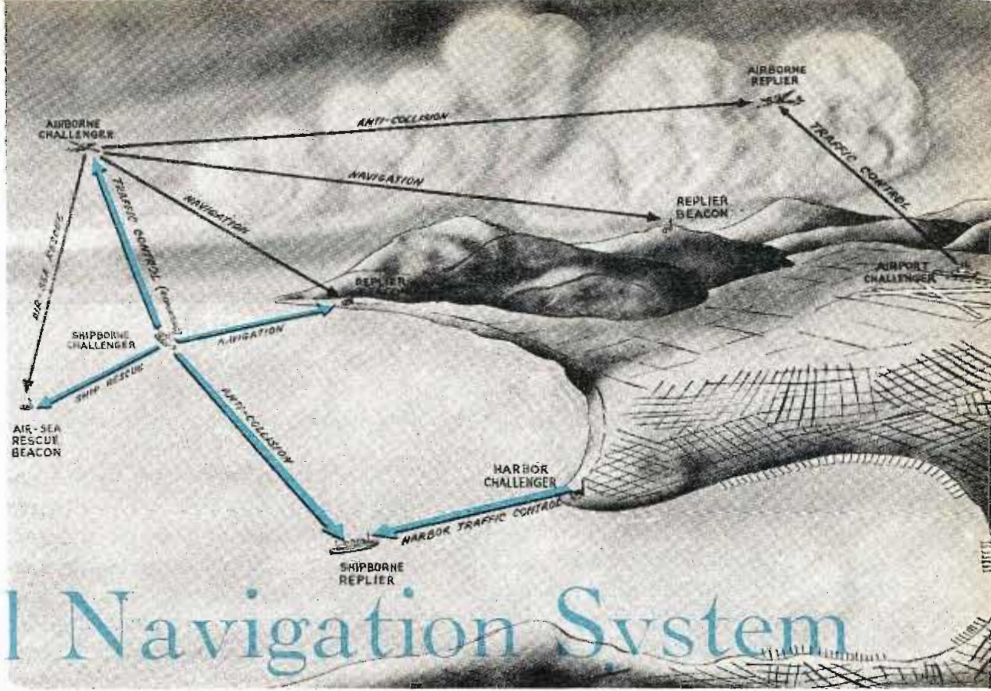 AIRBORNE
REPLIER
AIRBORNE
CHALLENGER
ANTI-COLLISION
TRAFFIC CONTROL
NAVIGATION
TRAFFIC CONTROL
NAVIGATION
REPLIER
BEACON
AIR-SEA RESCUE
AIRPORT
CHALLENGER
REPLIER
SHIPBORNE
CHALLENGER
NAVIGATION
SHIP RESCUE
ANTI-COLLISION
AIR-SEA
RESCUE
BEACON
HARBOR
CHALLENGER
HARBOR TRAFFIC CONTROL
SHIPBORNE
REPLIER
l Navigation System